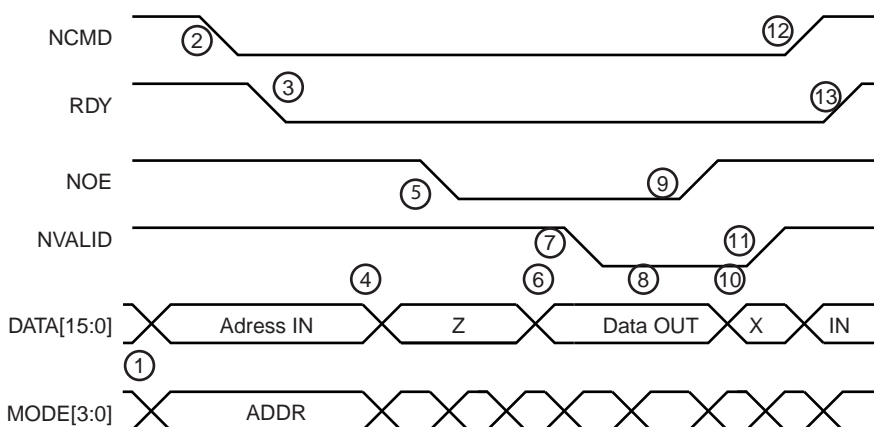 NCMD 2 12
RDY 3 13
NOE 5 9
NVALID 7 11
4 6 8 10
DATA[15:0] Adress IN Z Data OUT X IN
1
MODE[3:0] ADDR